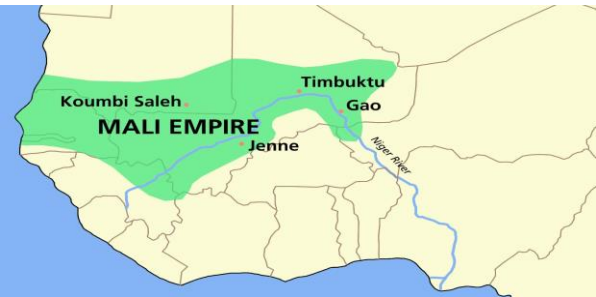 Timbuktu
Koumbi Saleh
Gao
MALI EMPIRE
Jenne
Niger River